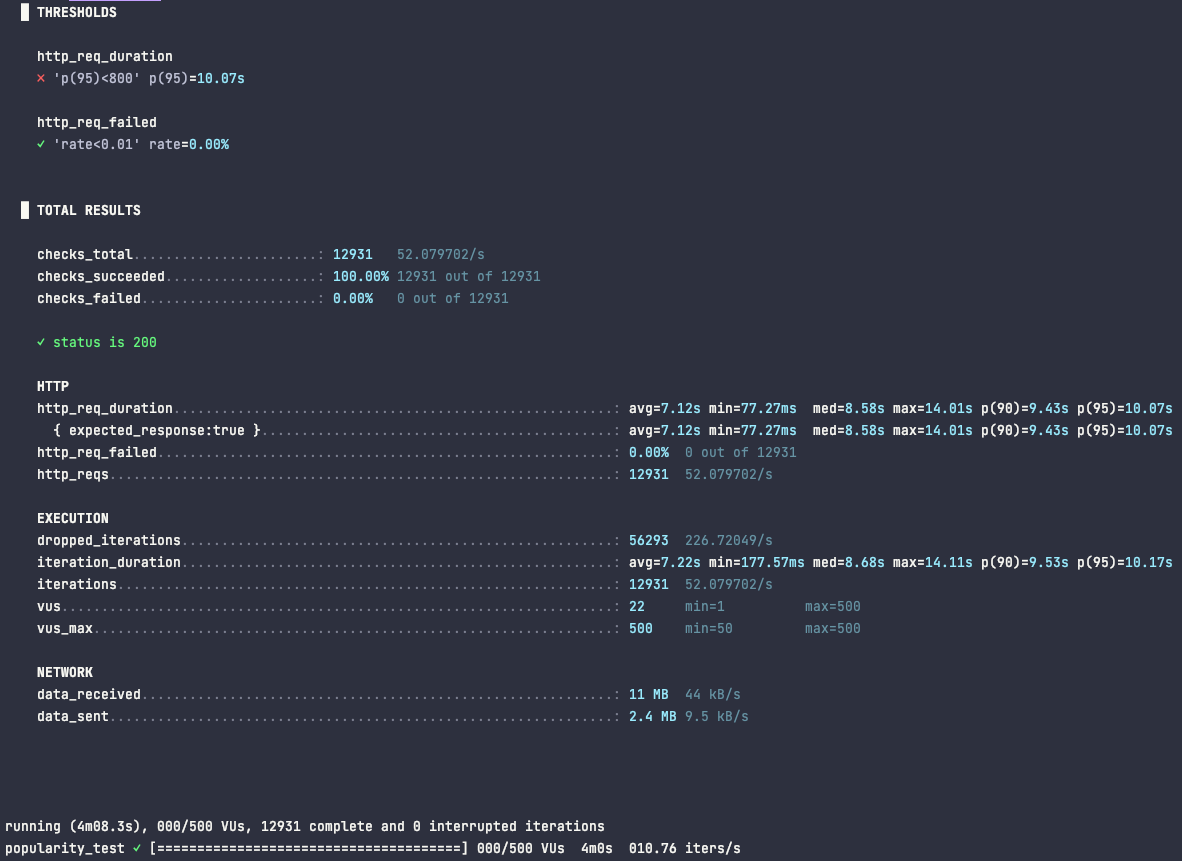 THRESHOLDS
http_req_duration
✗ 'p(95)<800' p(95)=10.07s
http_req_failed
✓ 'rate<0.01' rate=0.00%
TOTAL RESULTS
checks_total.......................: 12931   52.079702/s
checks_succeeded...................: 100.00% 12931 out of 12931
checks_failed......................: 0.00%   0 out of 12931
✓ status is 200
HTTP
http_req_duration.......................................................: avg=7.12s min=77.27ms  med=8.58s max=14.01s p(90)=9.43s p(95)=10.07s
{ expected_response:true }............................................: avg=7.12s min=77.27ms  med=8.58s max=14.01s p(90)=9.43s p(95)=10.07s
http_req_failed.........................................................: 0.00%  0 out of 12931
http_reqs...............................................................: 12931  52.079702/s
EXECUTION
dropped_iterations......................................................: 56293  226.72049/s
iteration_duration......................................................: avg=7.22s min=177.57ms med=8.68s max=14.11s p(90)=9.53s p(95)=10.17s
iterations..............................................................: 12931  52.079702/s
vus.....................................................................: 22     min=1          max=500
vus_max.................................................................: 500    min=50         max=500
NETWORK
data_received...........................................................: 11 MB  44 kB/s
data_sent...............................................................: 2.4 MB 9.5 kB/s
running (4m08.3s), 000/500 VUs, 12931 complete and 0 interrupted iterations
popularity_test ✓ [======================================] 000/500 VUs  4m0s  010.76 iters/s